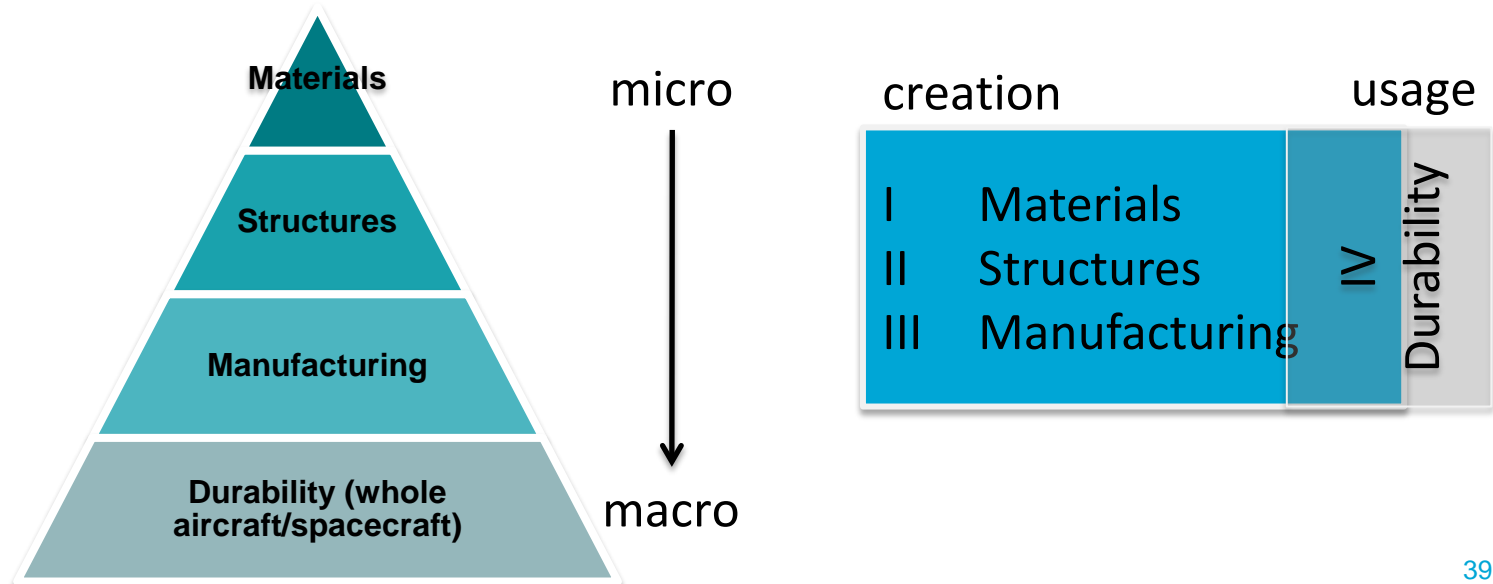 Materials
Structures
Manufacturing
Durability (whole
aircraft/spacecraft)
micro
macro
creation
usage
I Materials
II Structures
III Manufacturing
IV
Durability
39